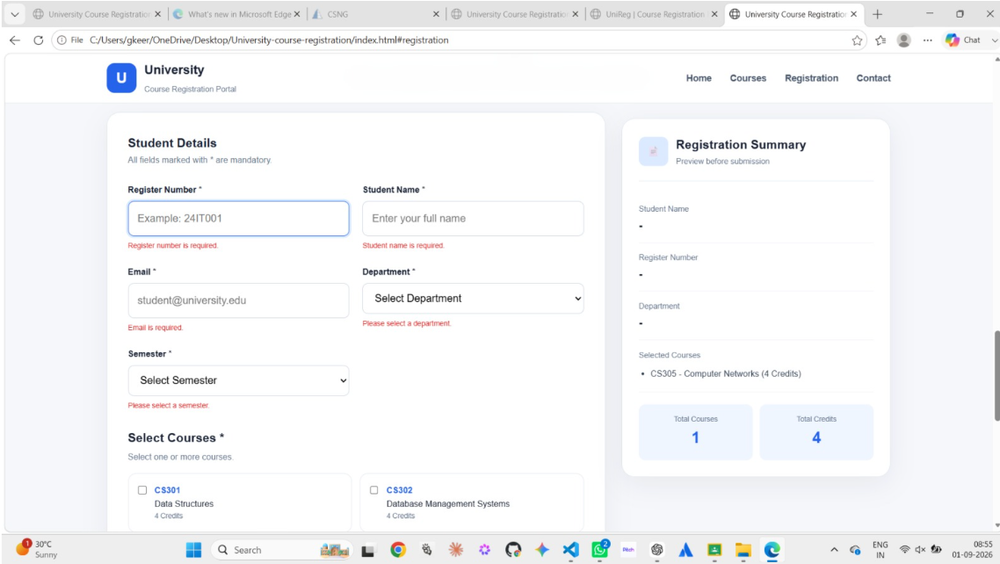 University Course Registration
What's new in Microsoft Edge
CSNG
University Course Registration
UniReg | Course Registration
University Course Registration
File C:/Users/gkeer/OneDrive/Desktop/University-course-registration/index.html#registration
Chat
U
University
Course Registration Portal
Home
Courses
Registration
Contact
Student Details
All fields marked with * are mandatory.
Register Number *
Example: 24IT001
Register number is required.
Student Name *
Enter your full name
Student name is required.
Email *
student@university.edu
Email is required.
Department *
Select Department
Please select a department.
Semester *
Select Semester
Please select a semester.
Select Courses *
Select one or more courses.
CS301
Data Structures
4 Credits
CS302
Database Management Systems
4 Credits
Registration Summary
Preview before submission
Student Name
-
Register Number
-
Department
-
Selected Courses
• CS305 - Computer Networks (4 Credits)
Total Courses
1
Total Credits
4
1
30°C
Sunny
Search
2
ENG
IN
08:55
01-09-2026